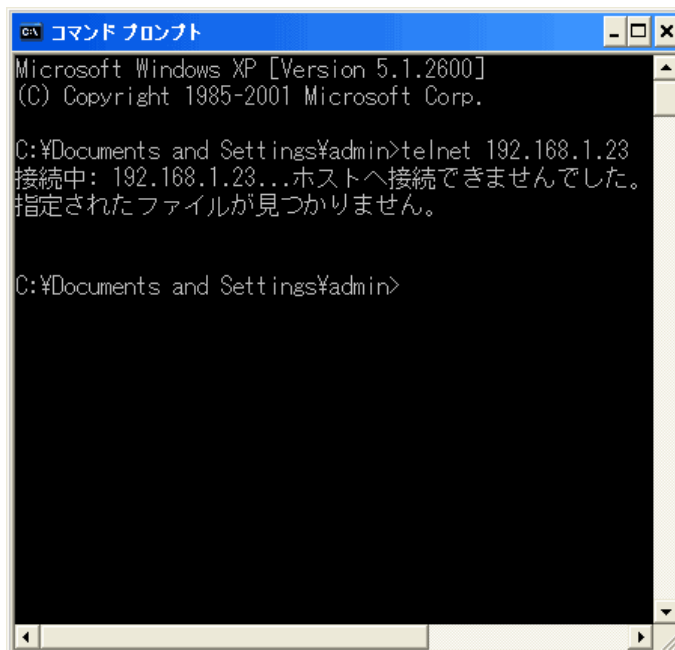 コマンド プロンプト
Microsoft Windows XP [Version 5.1.2600]
(C) Copyright 1985-2001 Microsoft Corp.
C:¥Documents and Settings¥admin>telnet 192.168.1.23
接続中: 192.168.1.23...ホストへ接続できませんでした。
指定されたファイルが見つかりません。
C:¥Documents and Settings¥admin>